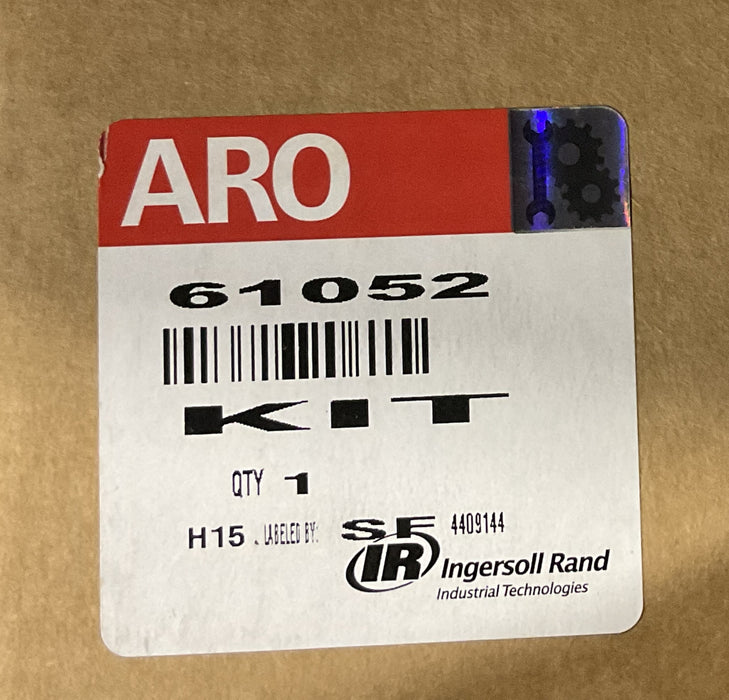 ARO
61052
KIT
QTY 1
H15 . LABELED BY: SF 4409144
IR Ingersoll Rand
Industrial Technologies